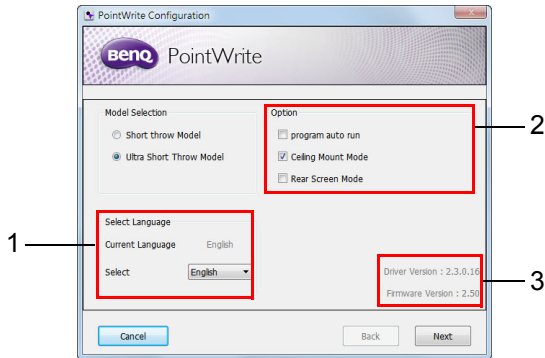 PointWrite Configuration
BenQ PointWrite
Model Selection
Short throw Model
Ultra Short Throw Model
Option
program auto run
Ceiling Mount Mode
Rear Screen Mode
2
1
Select Language
Current Language English
Select English
Driver Version : 2.3.0.16
Firmware Version : 2.50
3
Cancel
Back
Next